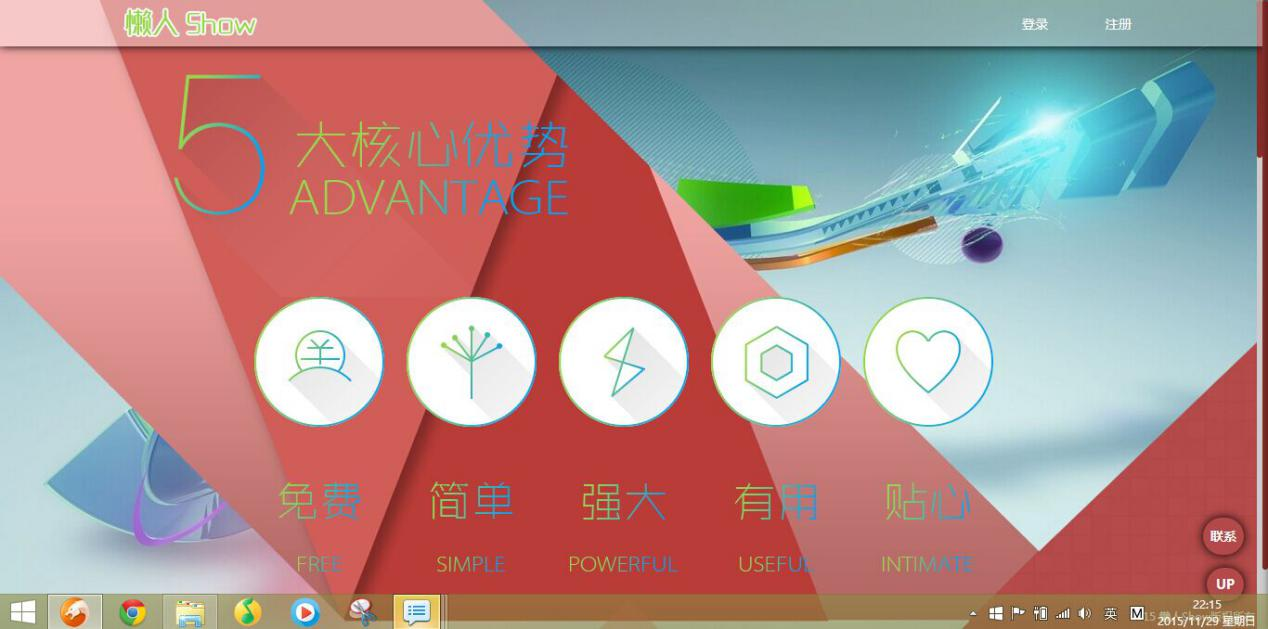 懒人 Show
登录 注册
5
大核心优势
ADVANTAGE
免费 简单 强大 有用 贴心
FREE SIMPLE POWERFUL USEFUL INTIMATE
联系
UP
英 M 22:15
2015/11/29 星期日